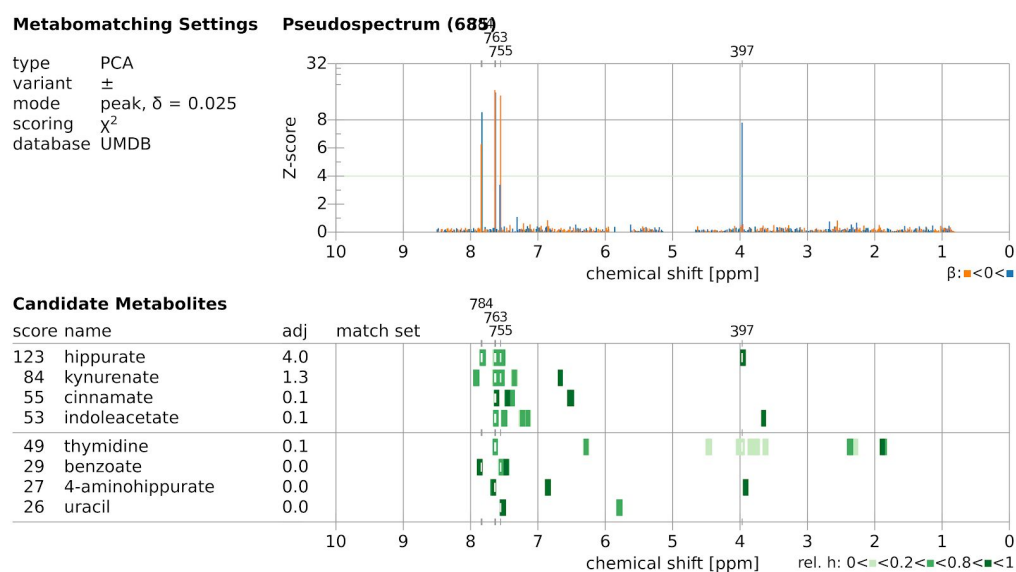 Metabomatching Settings
type PCA
variant ±
mode peak, δ = 0.025
scoring χ²
database UMDB
Pseudospectrum (685)
784
763
755
397
Z-score
32
8
6
4
2
0
10 9 8 7 6 5 4 3 2 1 0
chemical shift [ppm]
β: <0<
Candidate Metabolites
784
763
755
397
score name adj match set
123 hippurate 4.0
84 kynurenate 1.3
55 cinnamate 0.1
53 indoleacetate 0.1
49 thymidine 0.1
29 benzoate 0.0
27 4-aminohippurate 0.0
26 uracil 0.0
10 9 8 7 6 5 4 3 2 1 0
chemical shift [ppm]
rel. h: 0< <0.2< <0.8< <1